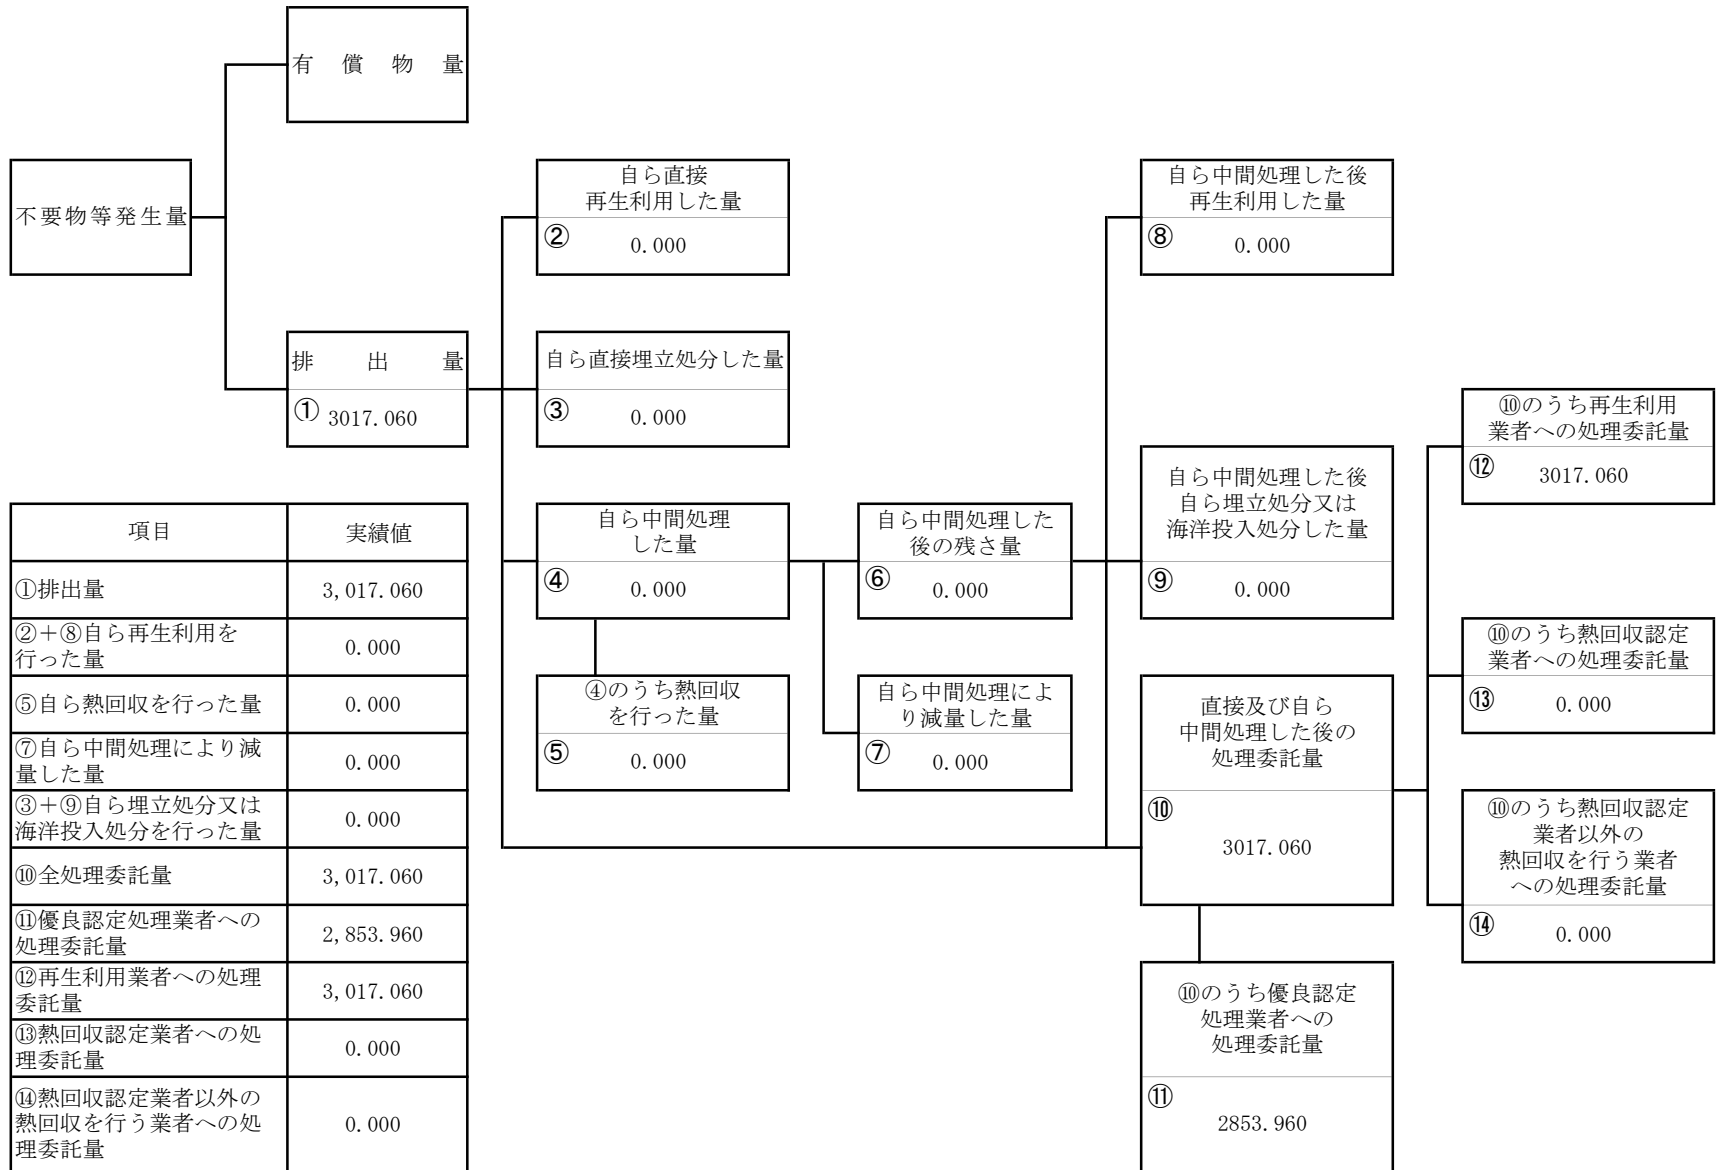 有償物量
不要物等発生量
排出量
① 3017.060
自ら直接
再生利用した量
② 0.000
自ら直接埋立処分した量
③ 0.000
自ら中間処理
した量
④ 0.000
④のうち熱回収
を行った量
⑤ 0.000
自ら中間処理した
後の残さ量
⑥ 0.000
自ら中間処理によ
り減量した量
⑦ 0.000
自ら中間処理した後
再生利用した量
⑧ 0.000
自ら中間処理した後
自ら埋立処分又は
海洋投入処分した量
⑨ 0.000
直接及び自ら
中間処理した後の
処理委託量
⑩
3017.060
⑩のうち優良認定
処理業者への
処理委託量
⑪
2853.960
⑩のうち再生利用
業者への処理委託量
⑫ 3017.060
⑩のうち熱回収認定
業者への処理委託量
⑬ 0.000
⑩のうち熱回収認定
業者以外の
熱回収を行う業者
への処理委託量
⑭ 0.000
項目 実績値
①排出量 3,017.060
②＋⑧自ら再生利用を
行った量 0.000
⑤自ら熱回収を行った量 0.000
⑦自ら中間処理により減
量した量 0.000
③＋⑨自ら埋立処分又は
海洋投入処分を行った量 0.000
⑩全処理委託量 3,017.060
⑪優良認定処理業者への
処理委託量 2,853.960
⑫再生利用業者への処理
委託量 3,017.060
⑬熱回収認定業者への処
理委託量 0.000
⑭熱回収認定業者以外の
熱回収を行う業者への処
理委託量 0.000